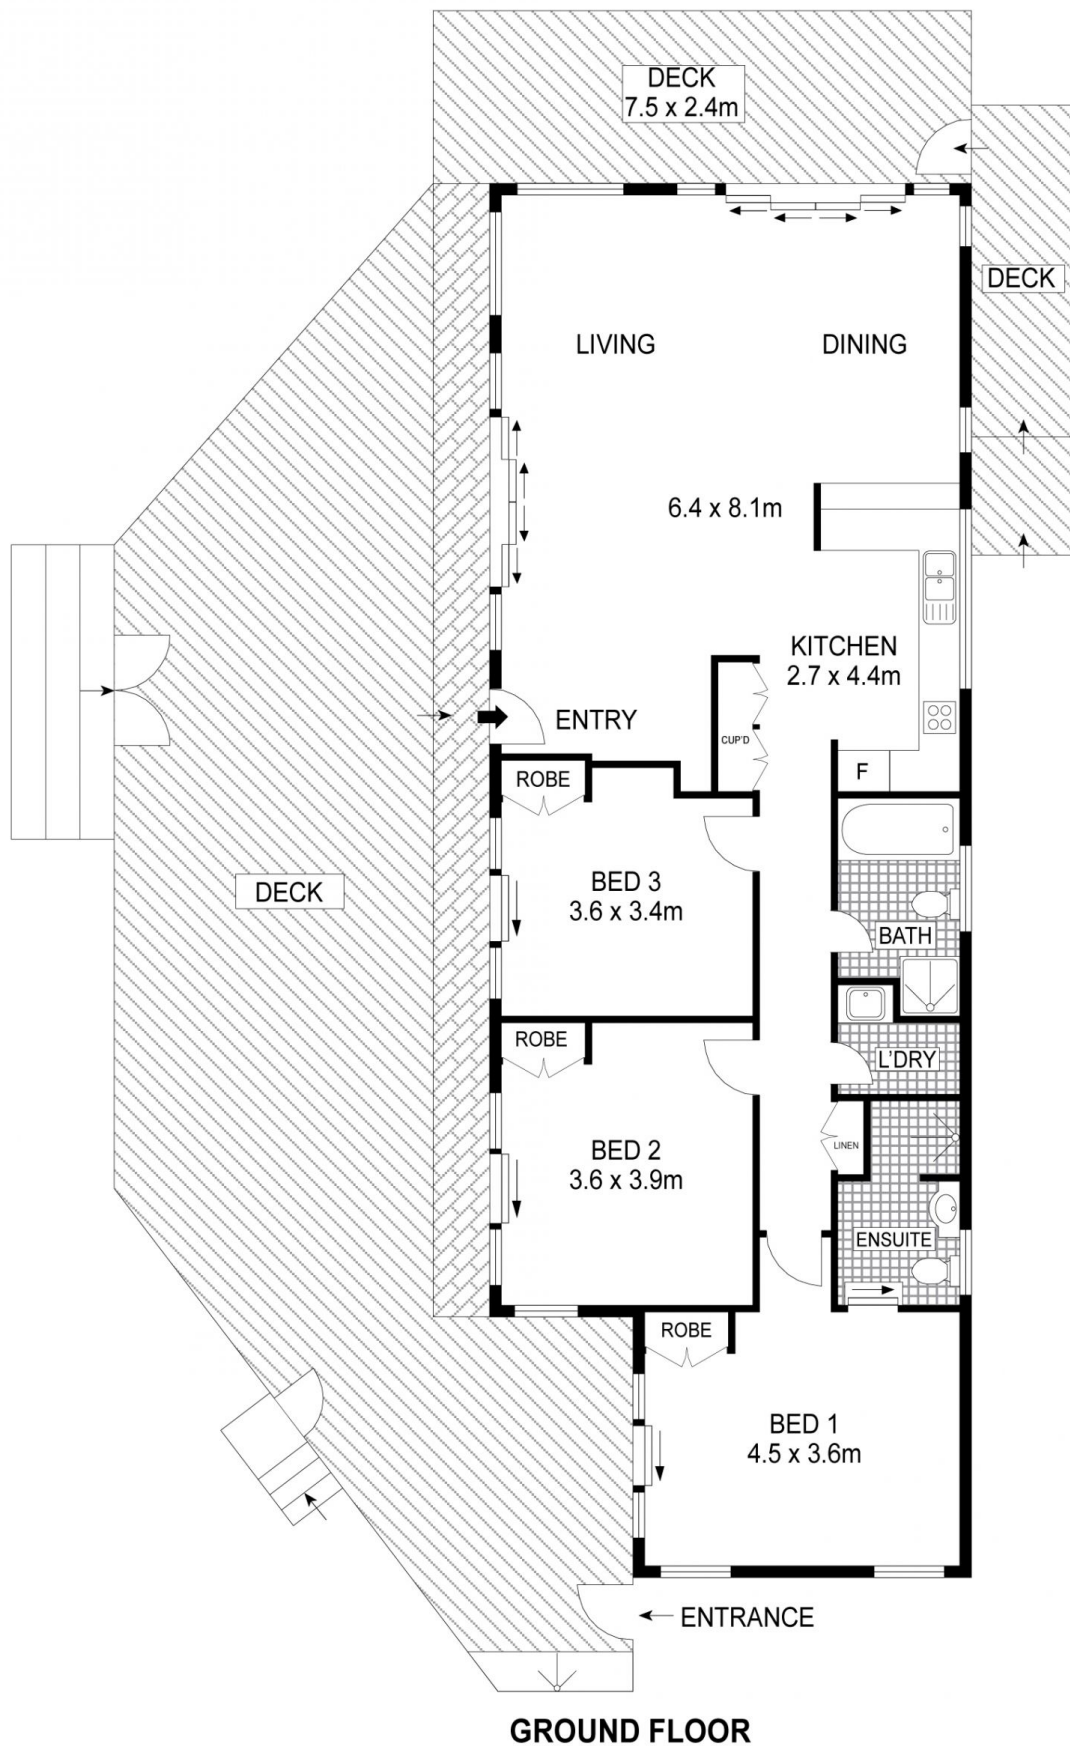 DECK
7.5 x 2.4m
DECK
LIVING
DINING
6.4 x 8.1m
KITCHEN
2.7 x 4.4m
ENTRY
CUP'D
F
ROBE
BED 3
3.6 x 3.4m
DECK
BATH
ROBE
L'DRY
BED 2
3.6 x 3.9m
LINEN
ENSUITE
ROBE
BED 1
4.5 x 3.6m
ENTRANCE
GROUND FLOOR